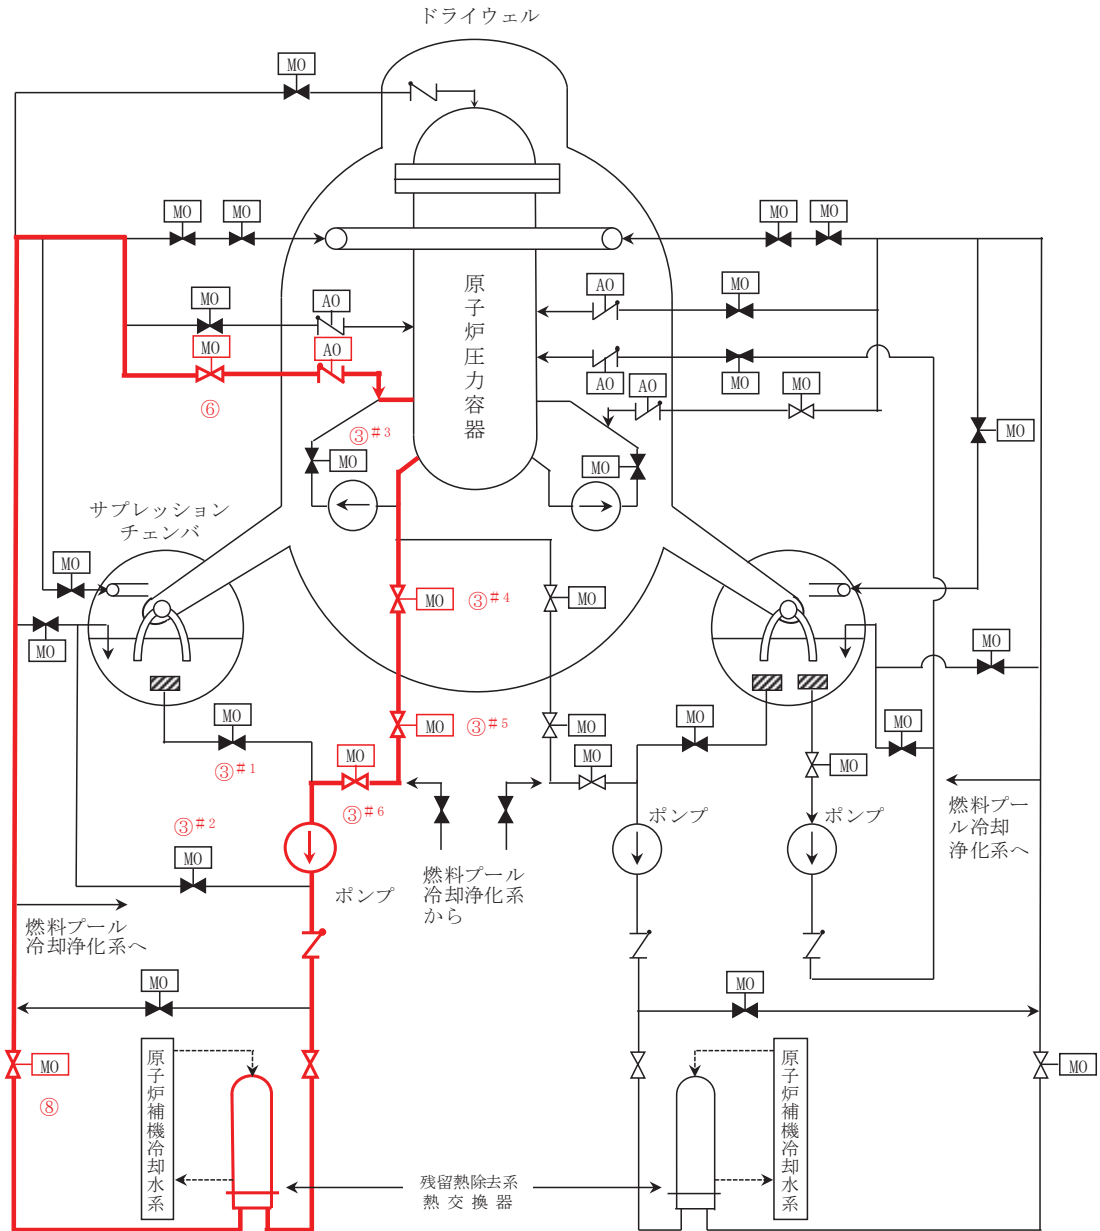 ドライウェル
MO
MO
MO
MO
MO
MO
AO
MO
AO
⑥
原子炉圧力容器
AO
MO
AO
MO
AO
MO
MO
③#3
MO
MO
サプレッション
チェンバ
MO
MO
MO
③#4
MO
MO
MO
③#1
MO
③#5
MO
MO
③#6
MO
MO
MO
MO
③#2
MO
ポンプ
燃料プール
冷却浄化系
から
ポンプ
ポンプ
燃料プー
ル冷却
浄化系へ
燃料プール
冷却浄化系へ
MO
MO
MO
⑧
原子炉補機冷却水系
残留熱除去系
熱交換器
原子炉補機冷却水系
MO